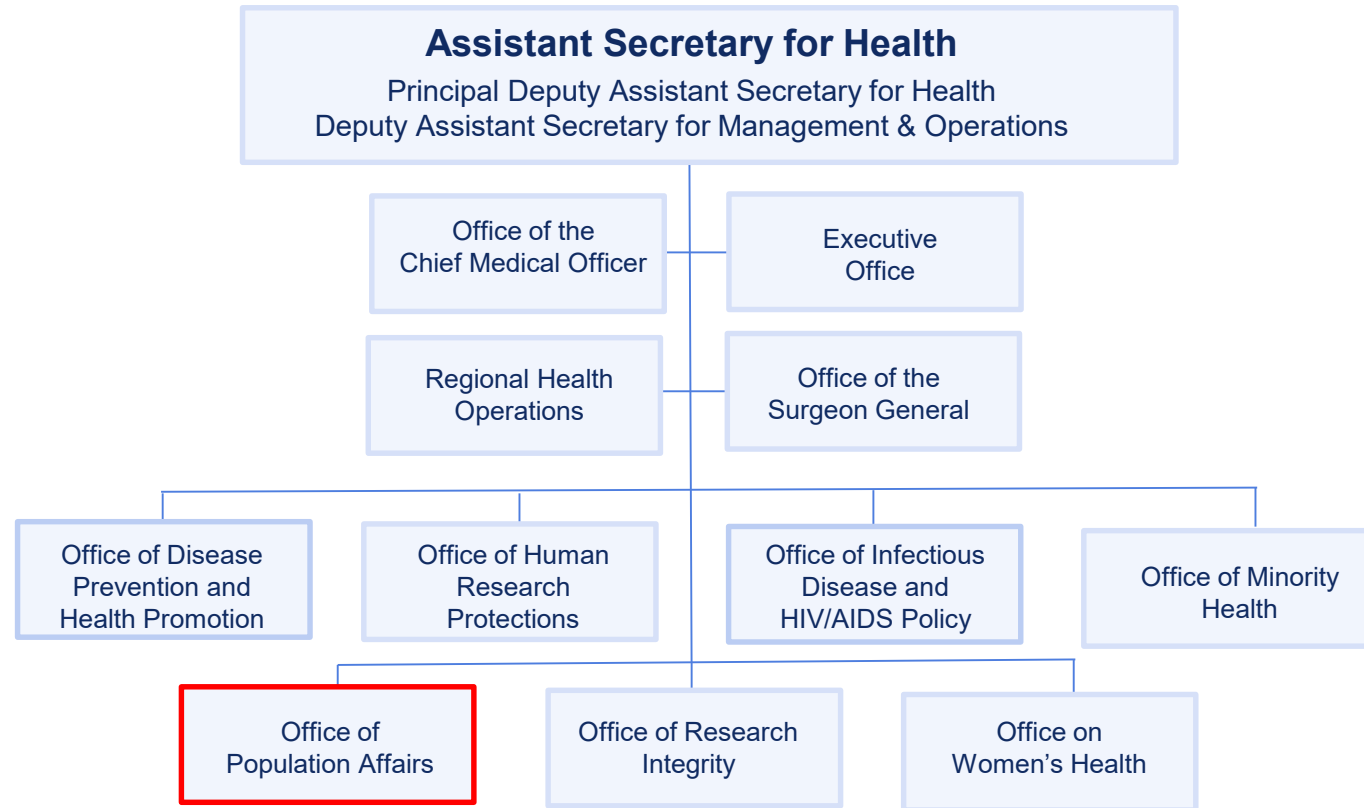 Assistant Secretary for Health
Principal Deputy Assistant Secretary for Health
Deputy Assistant Secretary for Management & Operations
Office of the
Chief Medical Officer
Executive
Office
Regional Health
Operations
Office of the
Surgeon General
Office of Disease
Prevention and
Health Promotion
Office of Human
Research
Protections
Office of Infectious
Disease and
HIV/AIDS Policy
Office of Minority
Health
Office of
Population Affairs
Office of Research
Integrity
Office on
Women’s Health